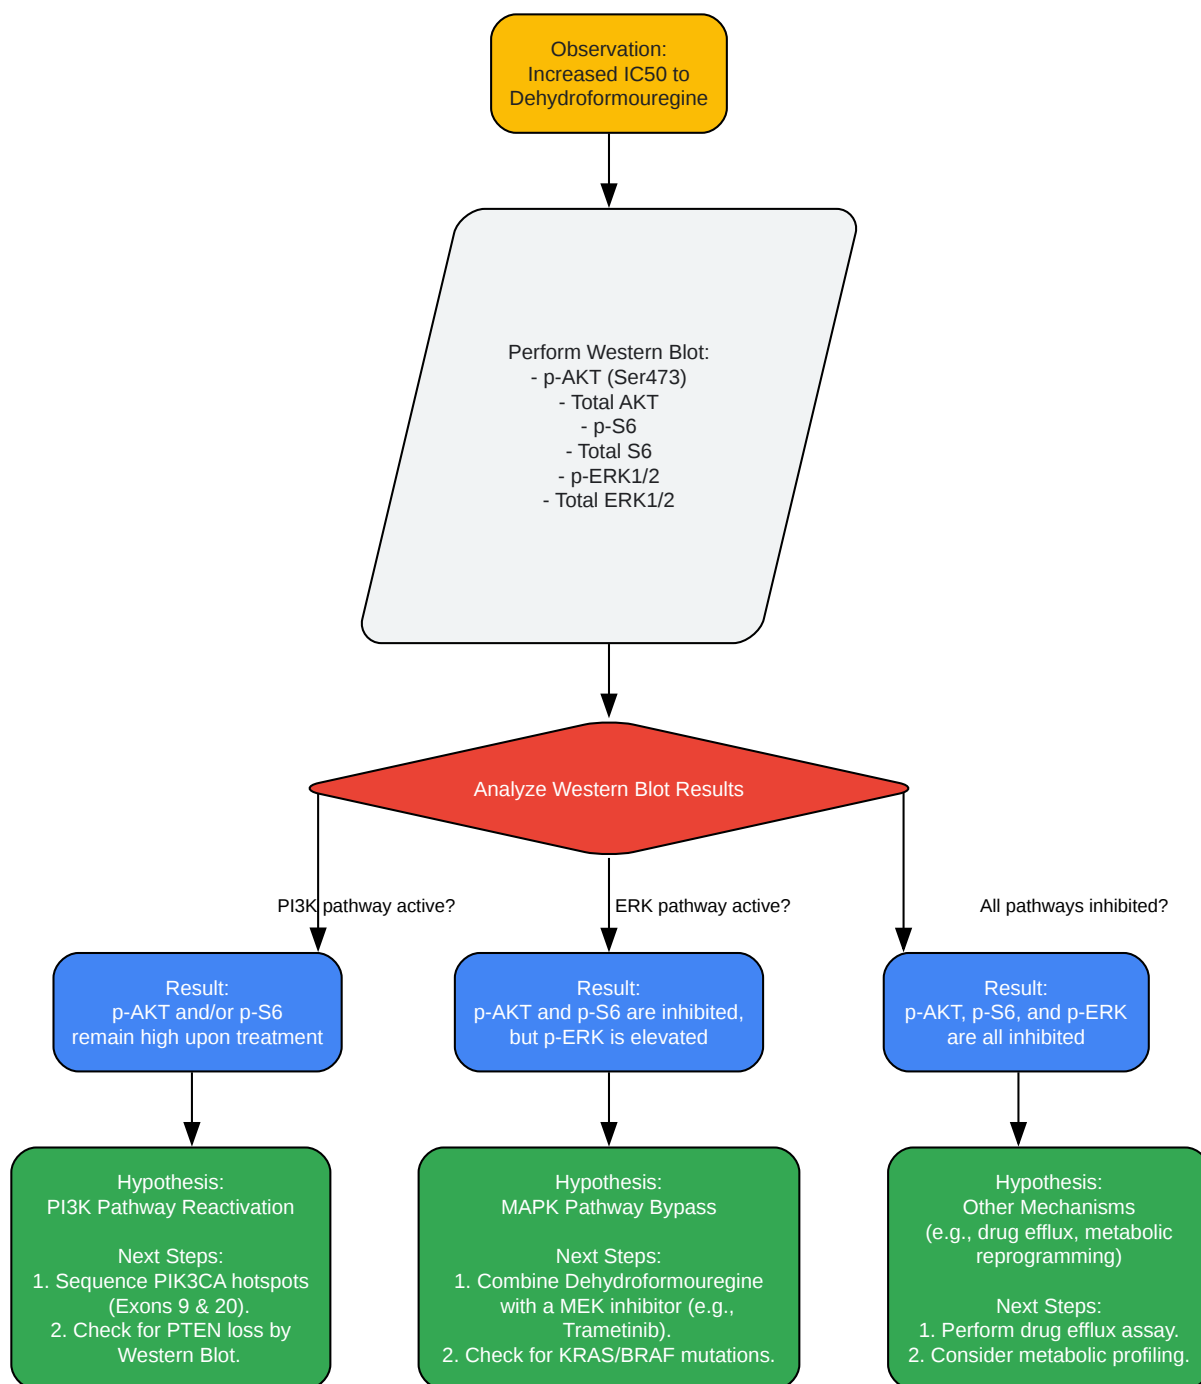 Observation:
Increased IC50 to
Dehydroformouregine
Perform Western Blot:
- p-AKT (Ser473)
- Total AKT
- p-S6
- Total S6
- p-ERK1/2
- Total ERK1/2
Analyze Western Blot Results
PI3K pathway active?
ERK pathway active?
All pathways inhibited?
Result:
p-AKT and/or p-S6
remain high upon treatment
Result:
p-AKT and p-S6 are inhibited,
but p-ERK is elevated
Result:
p-AKT, p-S6, and p-ERK
are all inhibited
Hypothesis:
PI3K Pathway Reactivation
Next Steps:
1. Sequence PIK3CA hotspots
(Exons 9 & 20).
2. Check for PTEN loss by
Western Blot.
Hypothesis:
MAPK Pathway Bypass
Next Steps:
1. Combine Dehydroformouregine
with a MEK inhibitor (e.g.,
Trametinib).
2. Check for KRAS/BRAF mutations.
Hypothesis:
Other Mechanisms
(e.g., drug efflux, metabolic
reprogramming)
Next Steps:
1. Perform drug efflux assay.
2. Consider metabolic profiling.